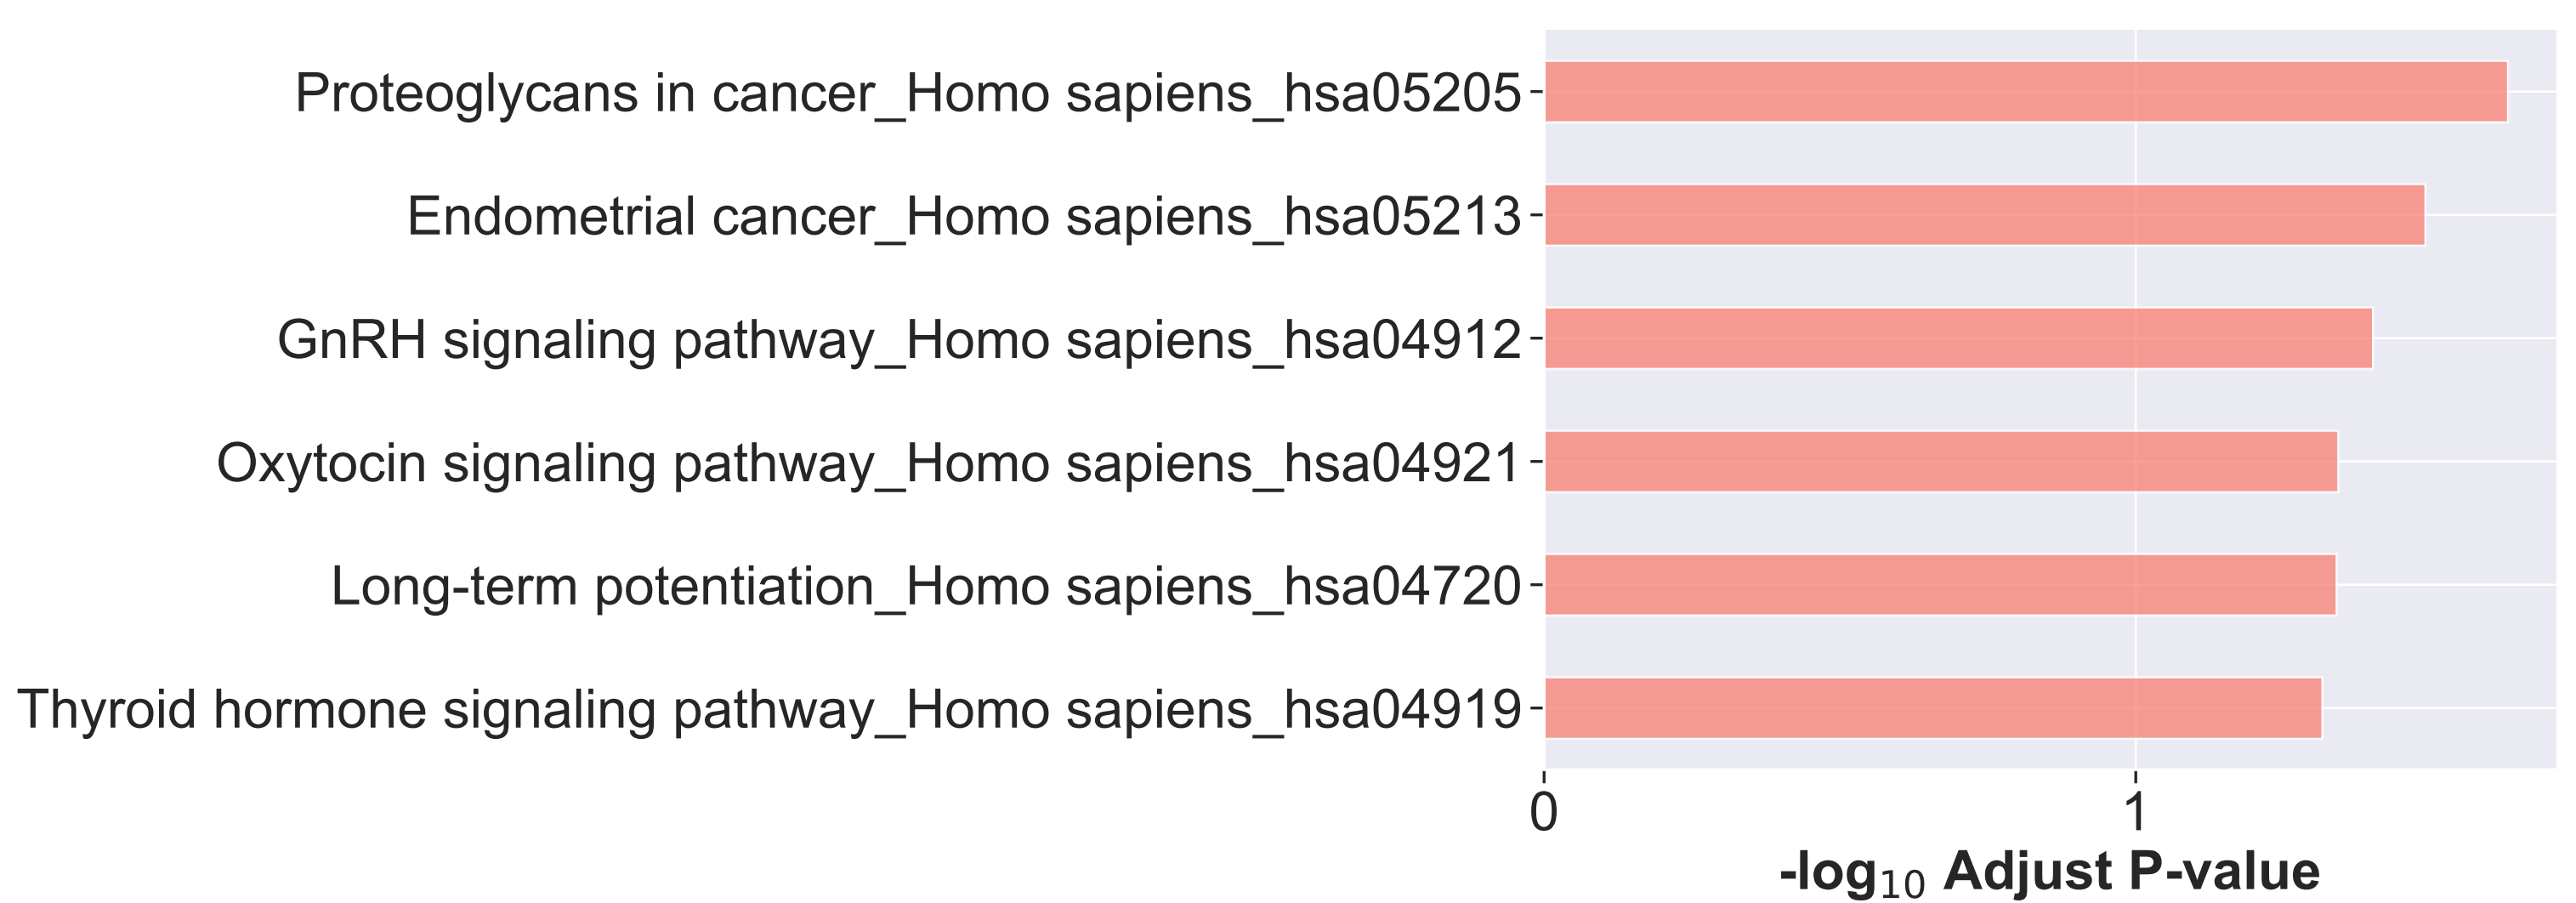 Proteoglycans in cancer_Homo sapiens_hsa05205
Endometrial cancer_Homo sapiens_hsa05213
GnRH signaling pathway_Homo sapiens_hsa04912
Oxytocin signaling pathway_Homo sapiens_hsa04921
Long-term potentiation_Homo sapiens_hsa04720
Thyroid hormone signaling pathway_Homo sapiens_hsa04919
0 1
-log₁₀ Adjust P-value